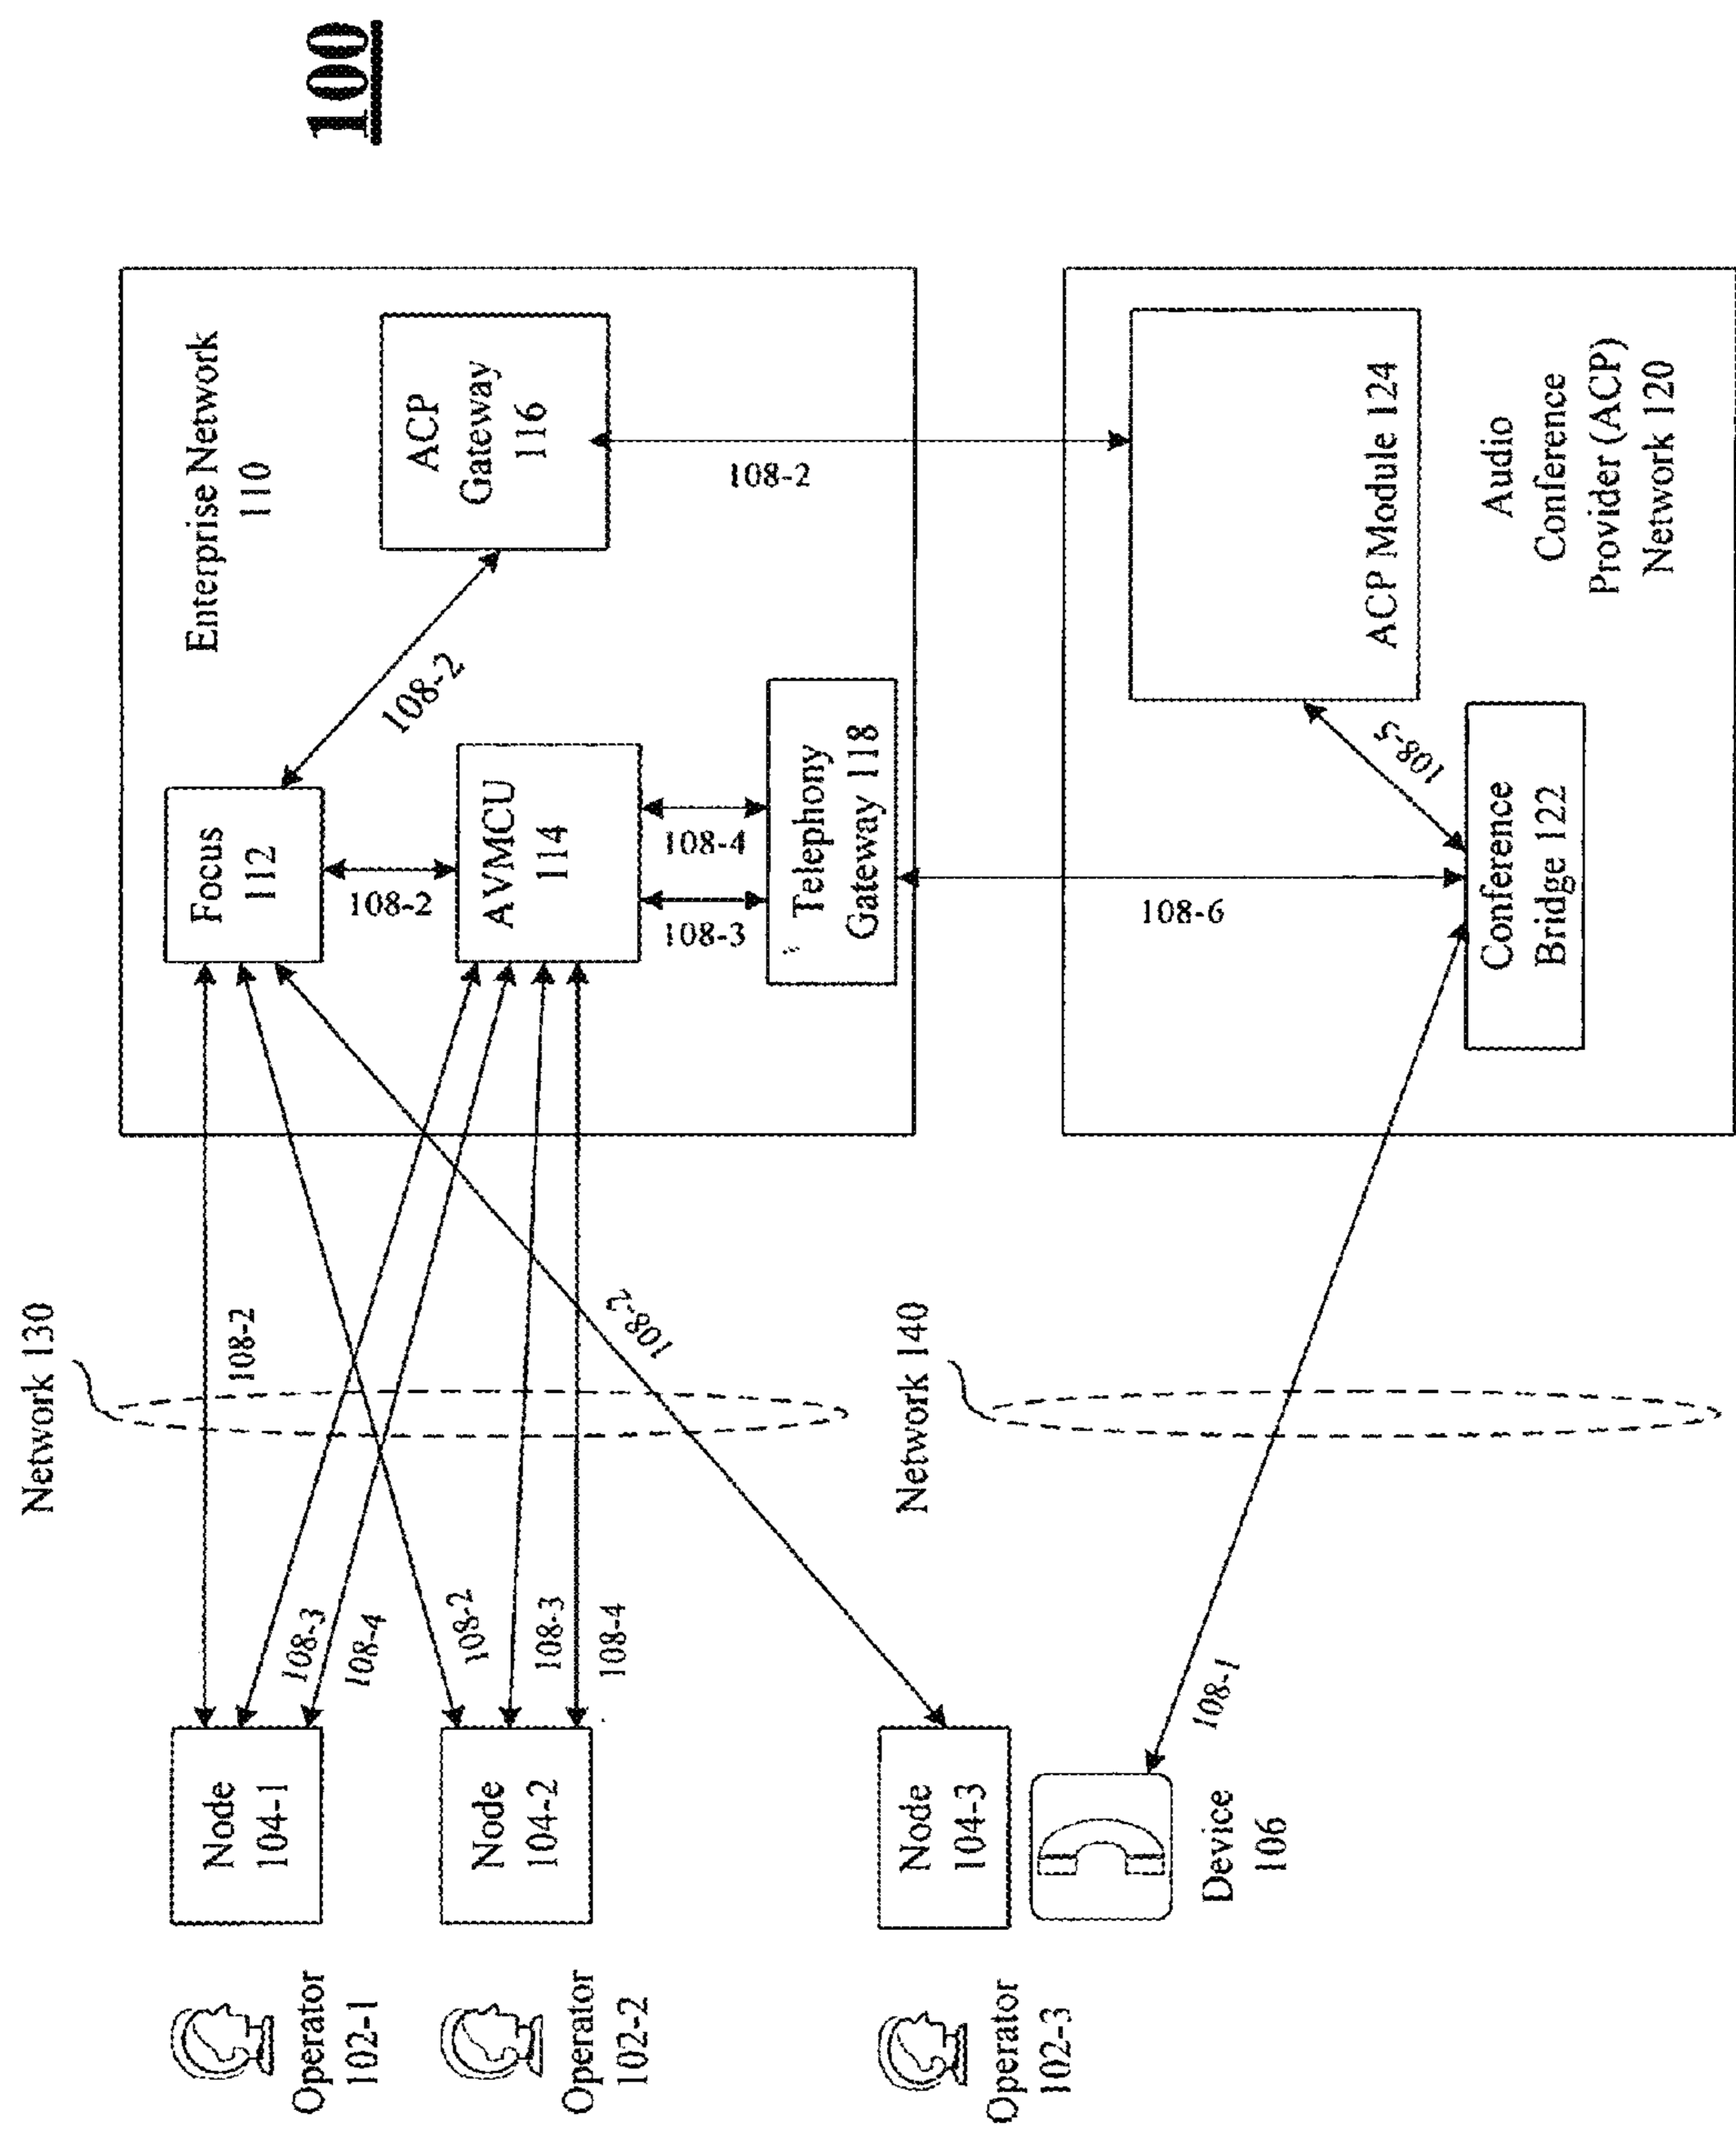 100
Enterprise Network
110
ACP
Gateway
116
Focus
112
108-2
108-2
AVMCU
114
108-3
108-4
Telephony
Gateway 118
108-2
108-6
ACP Module 124
108-5
Conference
Bridge 122
Audio
Conference
Provider (ACP)
Network 120
Network 130
108-2
108-2
Network 140
108-3
108-4
108-2
108-3
108-4
108-1
Node
104-1
Node
104-2
Node
104-3
Device
106
Operator
102-1
Operator
102-2
Operator
102-3